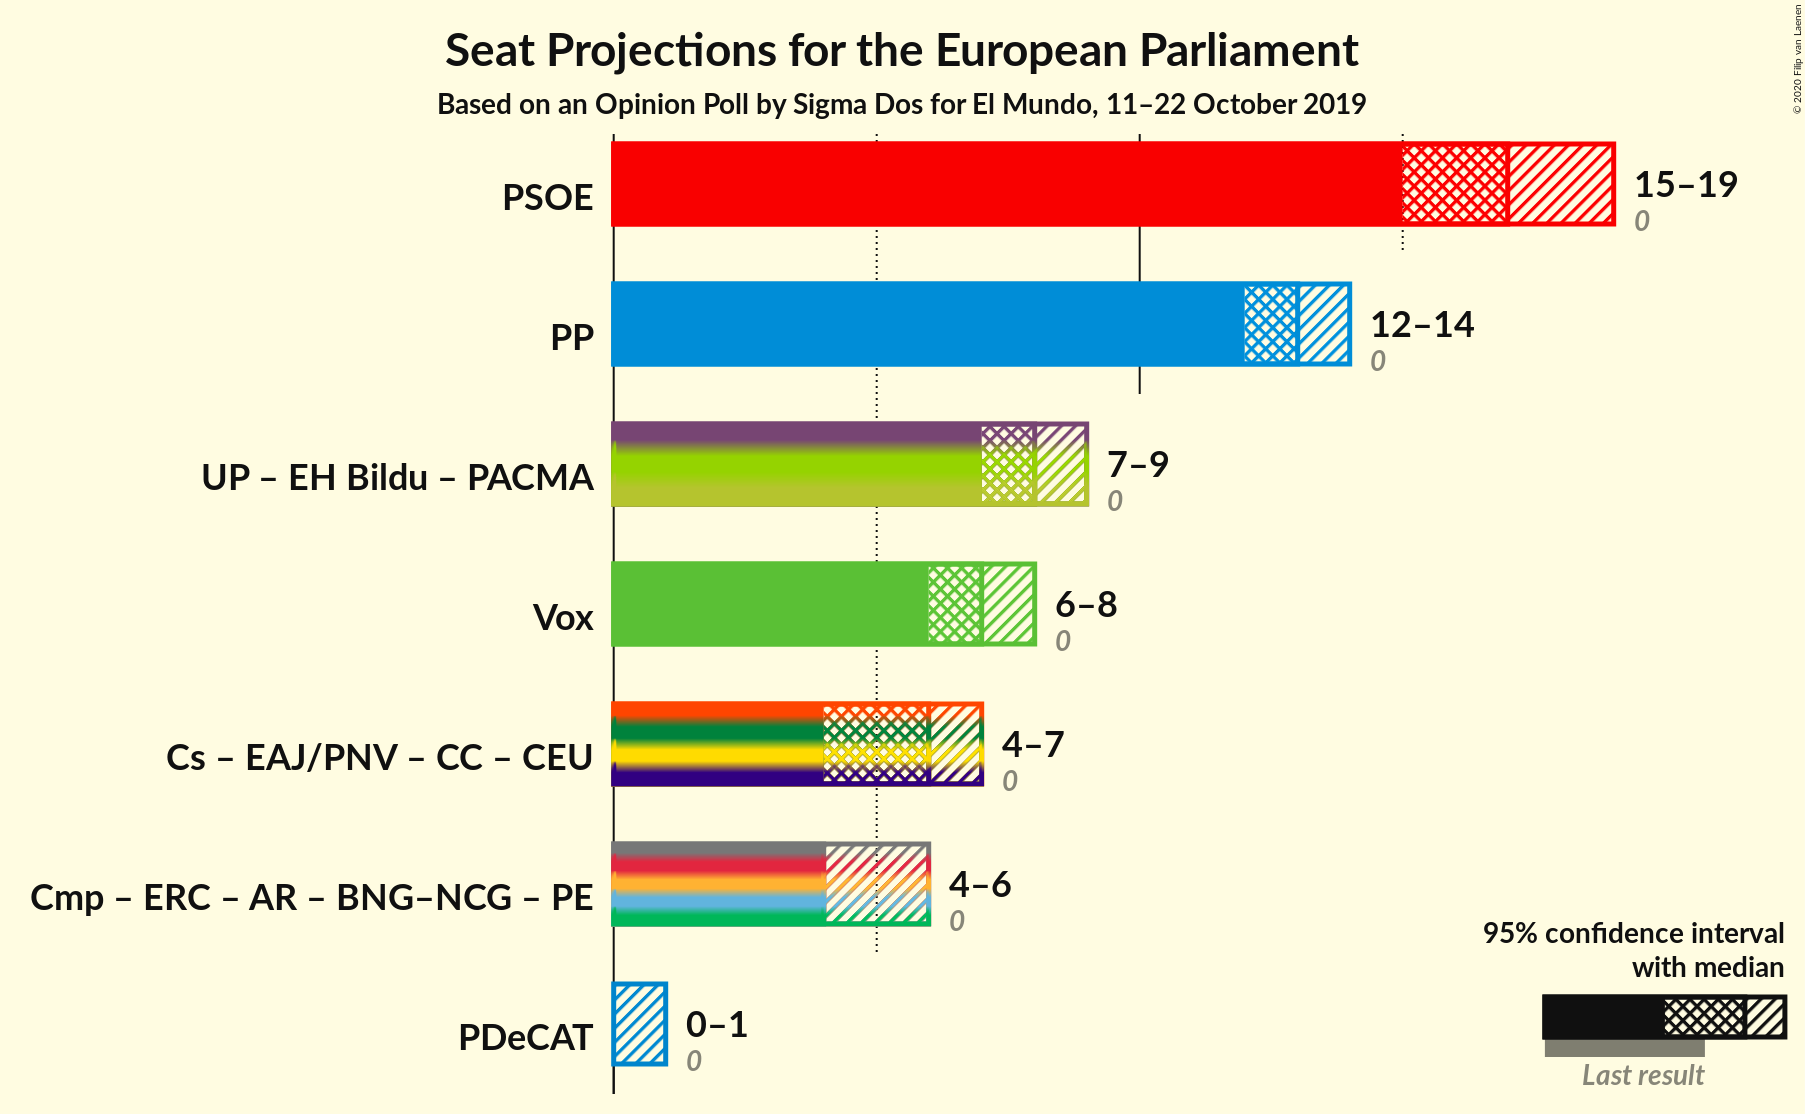 Seat Projections for the European Parliament
Based on an Opinion Poll by Sigma Dos for El Mundo, 11–22 October 2019
© 2020 Filip van Laenen
PSOE
15–19
0
PP
12–14
0
UP – EH Bildu – PACMA
7–9
0
Vox
6–8
0
Cs – EAJ/PNV – CC – CEU
4–7
0
Cmp – ERC – AR – BNG–NCG – PE
4–6
0
PDeCAT
0–1
0
95% confidence interval
with median
Last result